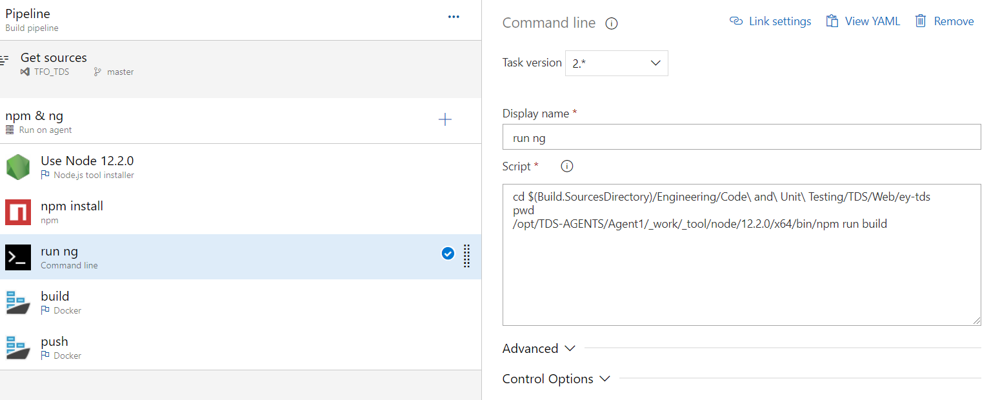 Pipeline
Build pipeline
Get sources
TFO_TDS master
npm & ng
Run on agent
Use Node 12.2.0
Node.js tool installer
npm install
npm
run ng
Command line
build
Docker
push
Docker
Command line
Link settings View YAML Remove
Task version 2.*
Display name *
run ng
Script *
cd $(Build.SourcesDirectory)/Engineering/Code\ and\ Unit\ Testing/TDS/Web/ey-tds
pwd
/opt/TDS-AGENTS/Agent1/_work/_tool/node/12.2.0/x64/bin/npm run build
Advanced
Control Options